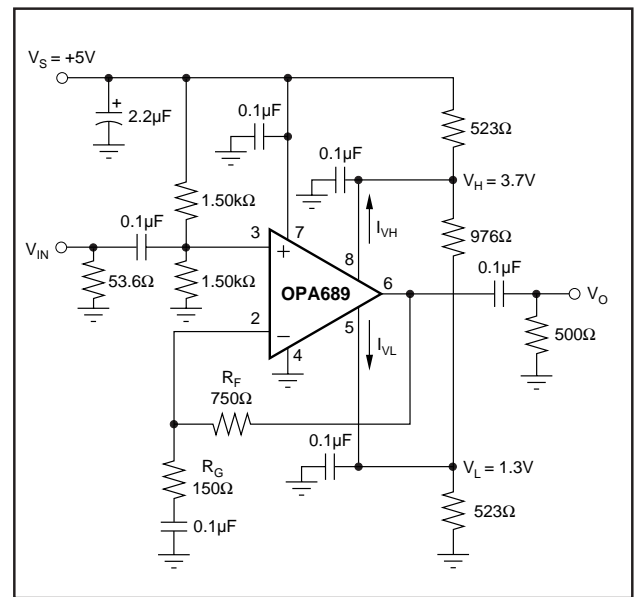 V_S = +5V
2.2µF
+
0.1µF
0.1µF
523Ω
V_H = 3.7V
1.50kΩ
I_VH
976Ω
V_IN
0.1µF
3
7
8
+
OPA689
6
0.1µF
V_O
53.6Ω
1.50kΩ
2
−
4
5
I_VL
500Ω
R_F
750Ω
0.1µF
V_L = 1.3V
R_G
150Ω
523Ω
0.1µF